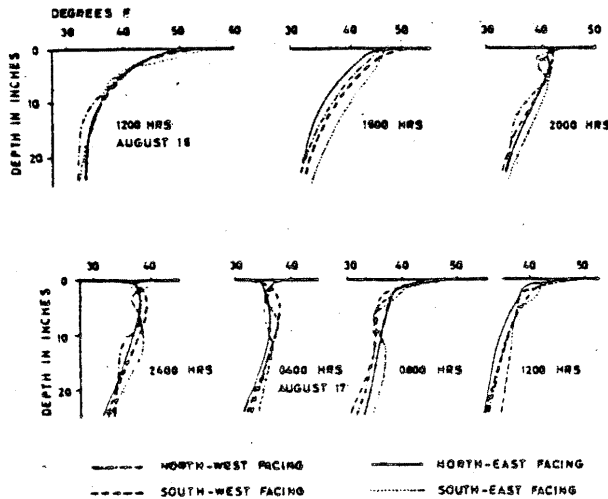 DEGREES F
30 40 50 60
30 40 50
30 40
0
10
20
DEPTH IN INCHES
1200 HRS
AUGUST 16
1600 HRS
2000 HRS
30 40
30 40
30 40 50
40 50
0
10
20
DEPTH IN INCHES
2400 HRS
0400 HRS
AUGUST 17
0800 HRS
1200 HRS
NORTH-WEST FACING
NORTH-EAST FACING
SOUTH-WEST FACING
SOUTH-EAST FACING